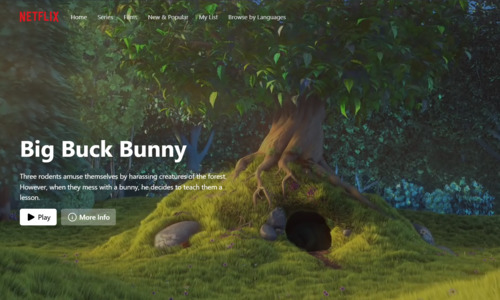 NETFLIX
Home Series Films New & Popular My List Browse by Languages
Big Buck Bunny
Three rodents amuse themselves by harassing creatures of the forest.
However, when they mess with a bunny, he decides to teach them a
lesson.
Play More Info